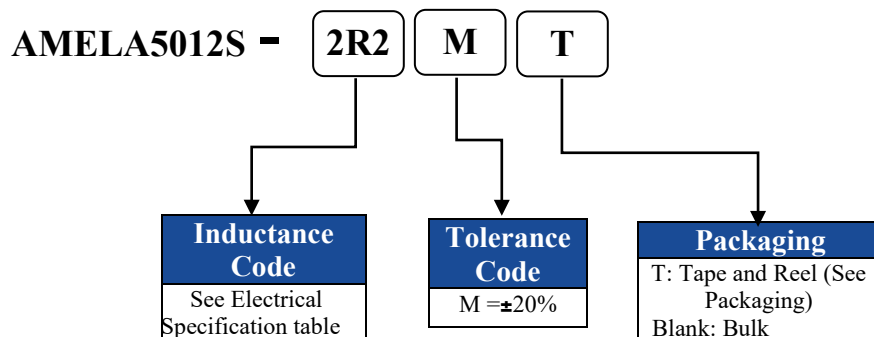 AMELA5012S - 2R2 M T
Inductance
Code
See Electrical
Specification table
Tolerance
Code
M =±20%
Packaging
T: Tape and Reel (See
Packaging)
Blank: Bulk